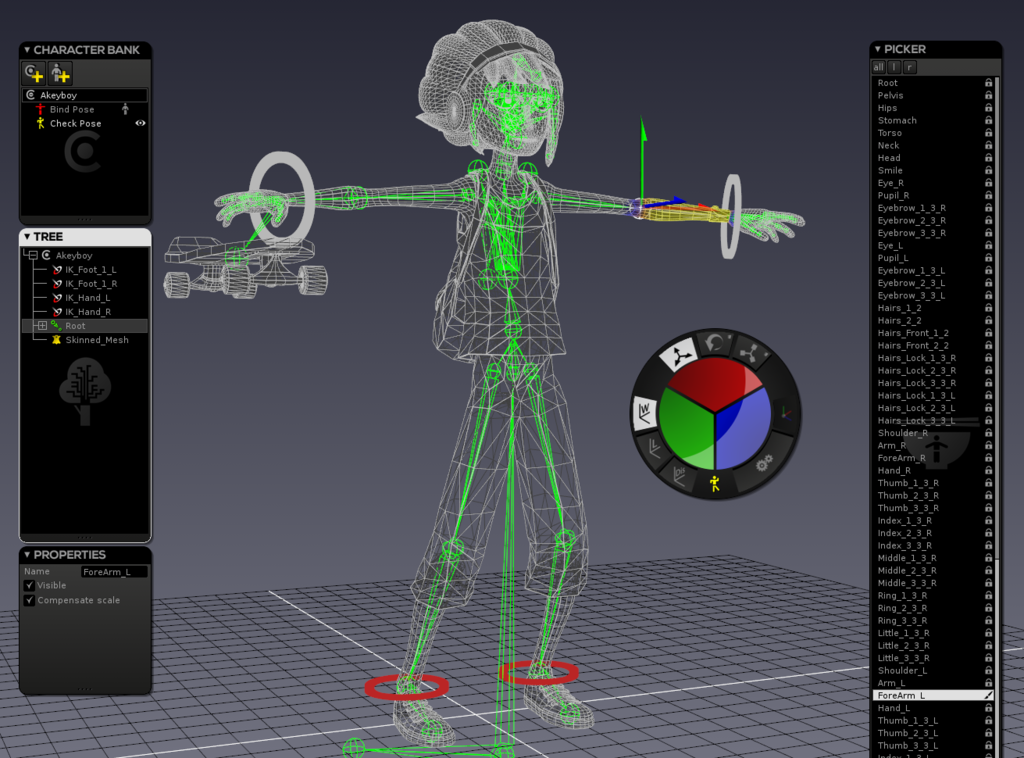 CHARACTER BANK
Akeyboy
Bind Pose
Check Pose
TREE
Akeyboy
IK_Foot_1_L
IK_Foot_1_R
IK_Hand_L
IK_Hand_R
Root
Skinned_Mesh
PROPERTIES
Name ForeArm_L
Visible
Compensate scale
W
L
PICKER
all l r
Root
Pelvis
Hips
Stomach
Torso
Neck
Head
Smile
Eye_R
Pupil_R
Eyebrow_1_3_R
Eyebrow_2_3_R
Eyebrow_3_3_R
Eye_L
Pupil_L
Eyebrow_1_3_L
Eyebrow_2_3_L
Eyebrow_3_3_L
Hairs_1_2
Hairs_2_2
Hairs_Front_1_2
Hairs_Front_2_2
Hairs_Lock_1_3_R
Hairs_Lock_2_3_R
Hairs_Lock_3_3_R
Hairs_Lock_1_3_L
Hairs_Lock_2_3_L
Hairs_Lock_3_3_L
Shoulder_R
Arm_R
ForeArm_R
Hand_R
Thumb_1_3_R
Thumb_2_3_R
Thumb_3_3_R
Index_1_3_R
Index_2_3_R
Index_3_3_R
Middle_1_3_R
Middle_2_3_R
Middle_3_3_R
Ring_1_3_R
Ring_2_3_R
Ring_3_3_R
Little_1_3_R
Little_2_3_R
Little_3_3_R
Shoulder_L
Arm_L
ForeArm_L
Hand_L
Thumb_1_3_L
Thumb_2_3_L
Thumb_3_3_L
Index_1_3_L